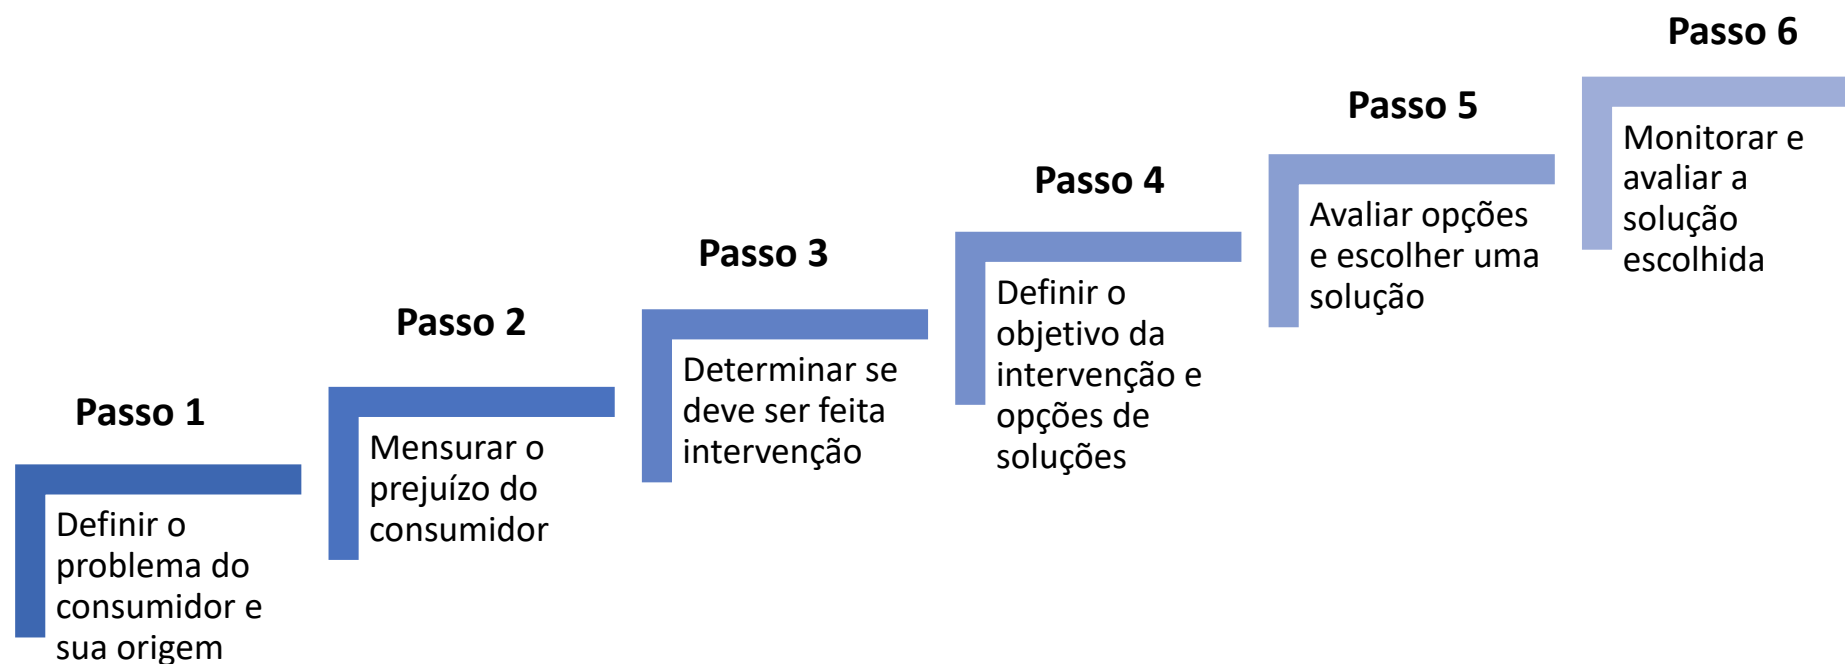 Passo 1
Definir o
problema do
consumidor e
sua origem
Passo 2
Mensurar o
prejuízo do
consumidor
Passo 3
Determinar se
deve ser feita
intervenção
Passo 4
Definir o
objetivo da
intervenção e
opções de
soluções
Passo 5
Avaliar opções
e escolher uma
solução
Passo 6
Monitorar e
avaliar a
solução
escolhida